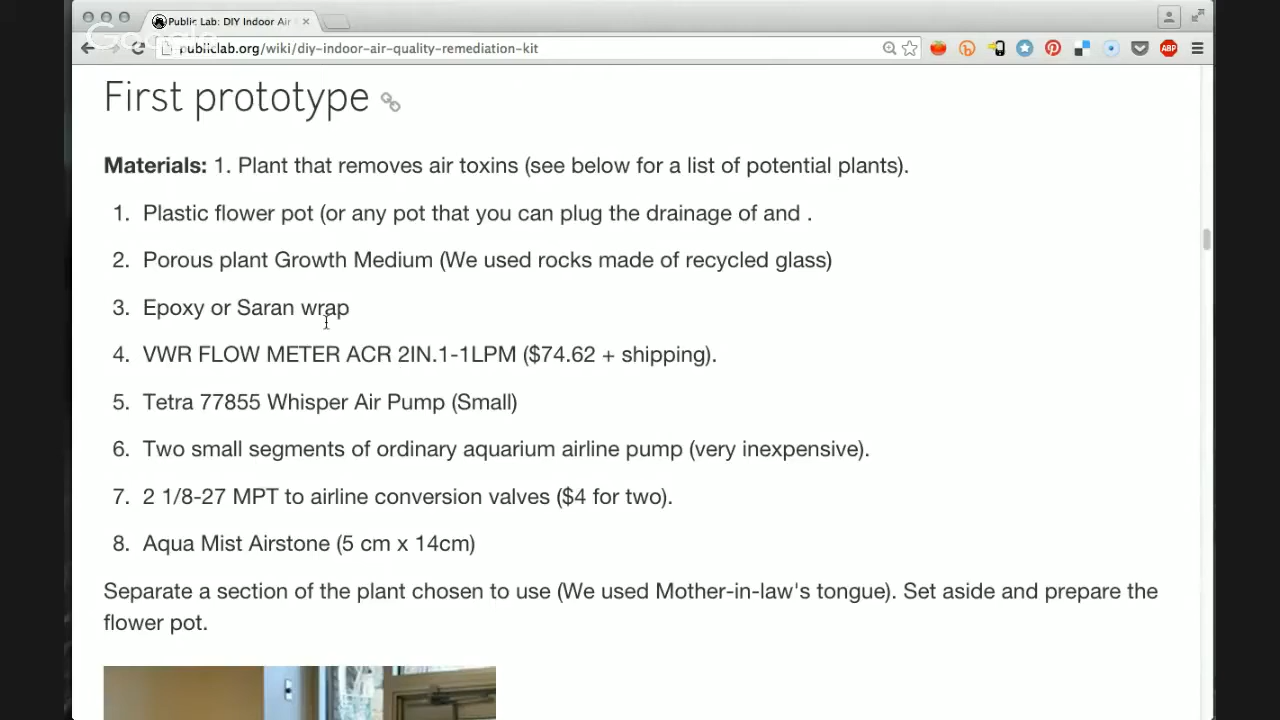 Public Lab: DIY Indoor Air
Google
publiclab.org/wiki/diy-indoor-air-quality-remediation-kit
ABP
First prototype
Materials: 1. Plant that removes air toxins (see below for a list of potential plants).
1. Plastic flower pot (or any pot that you can plug the drainage of and .
2. Porous plant Growth Medium (We used rocks made of recycled glass)
3. Epoxy or Saran wrap
4. VWR FLOW METER ACR 2IN.1-1LPM ($74.62 + shipping).
5. Tetra 77855 Whisper Air Pump (Small)
6. Two small segments of ordinary aquarium airline pump (very inexpensive).
7. 2 1/8-27 MPT to airline conversion valves ($4 for two).
8. Aqua Mist Airstone (5 cm x 14cm)
Separate a section of the plant chosen to use (We used Mother-in-law's tongue). Set aside and prepare the
flower pot.